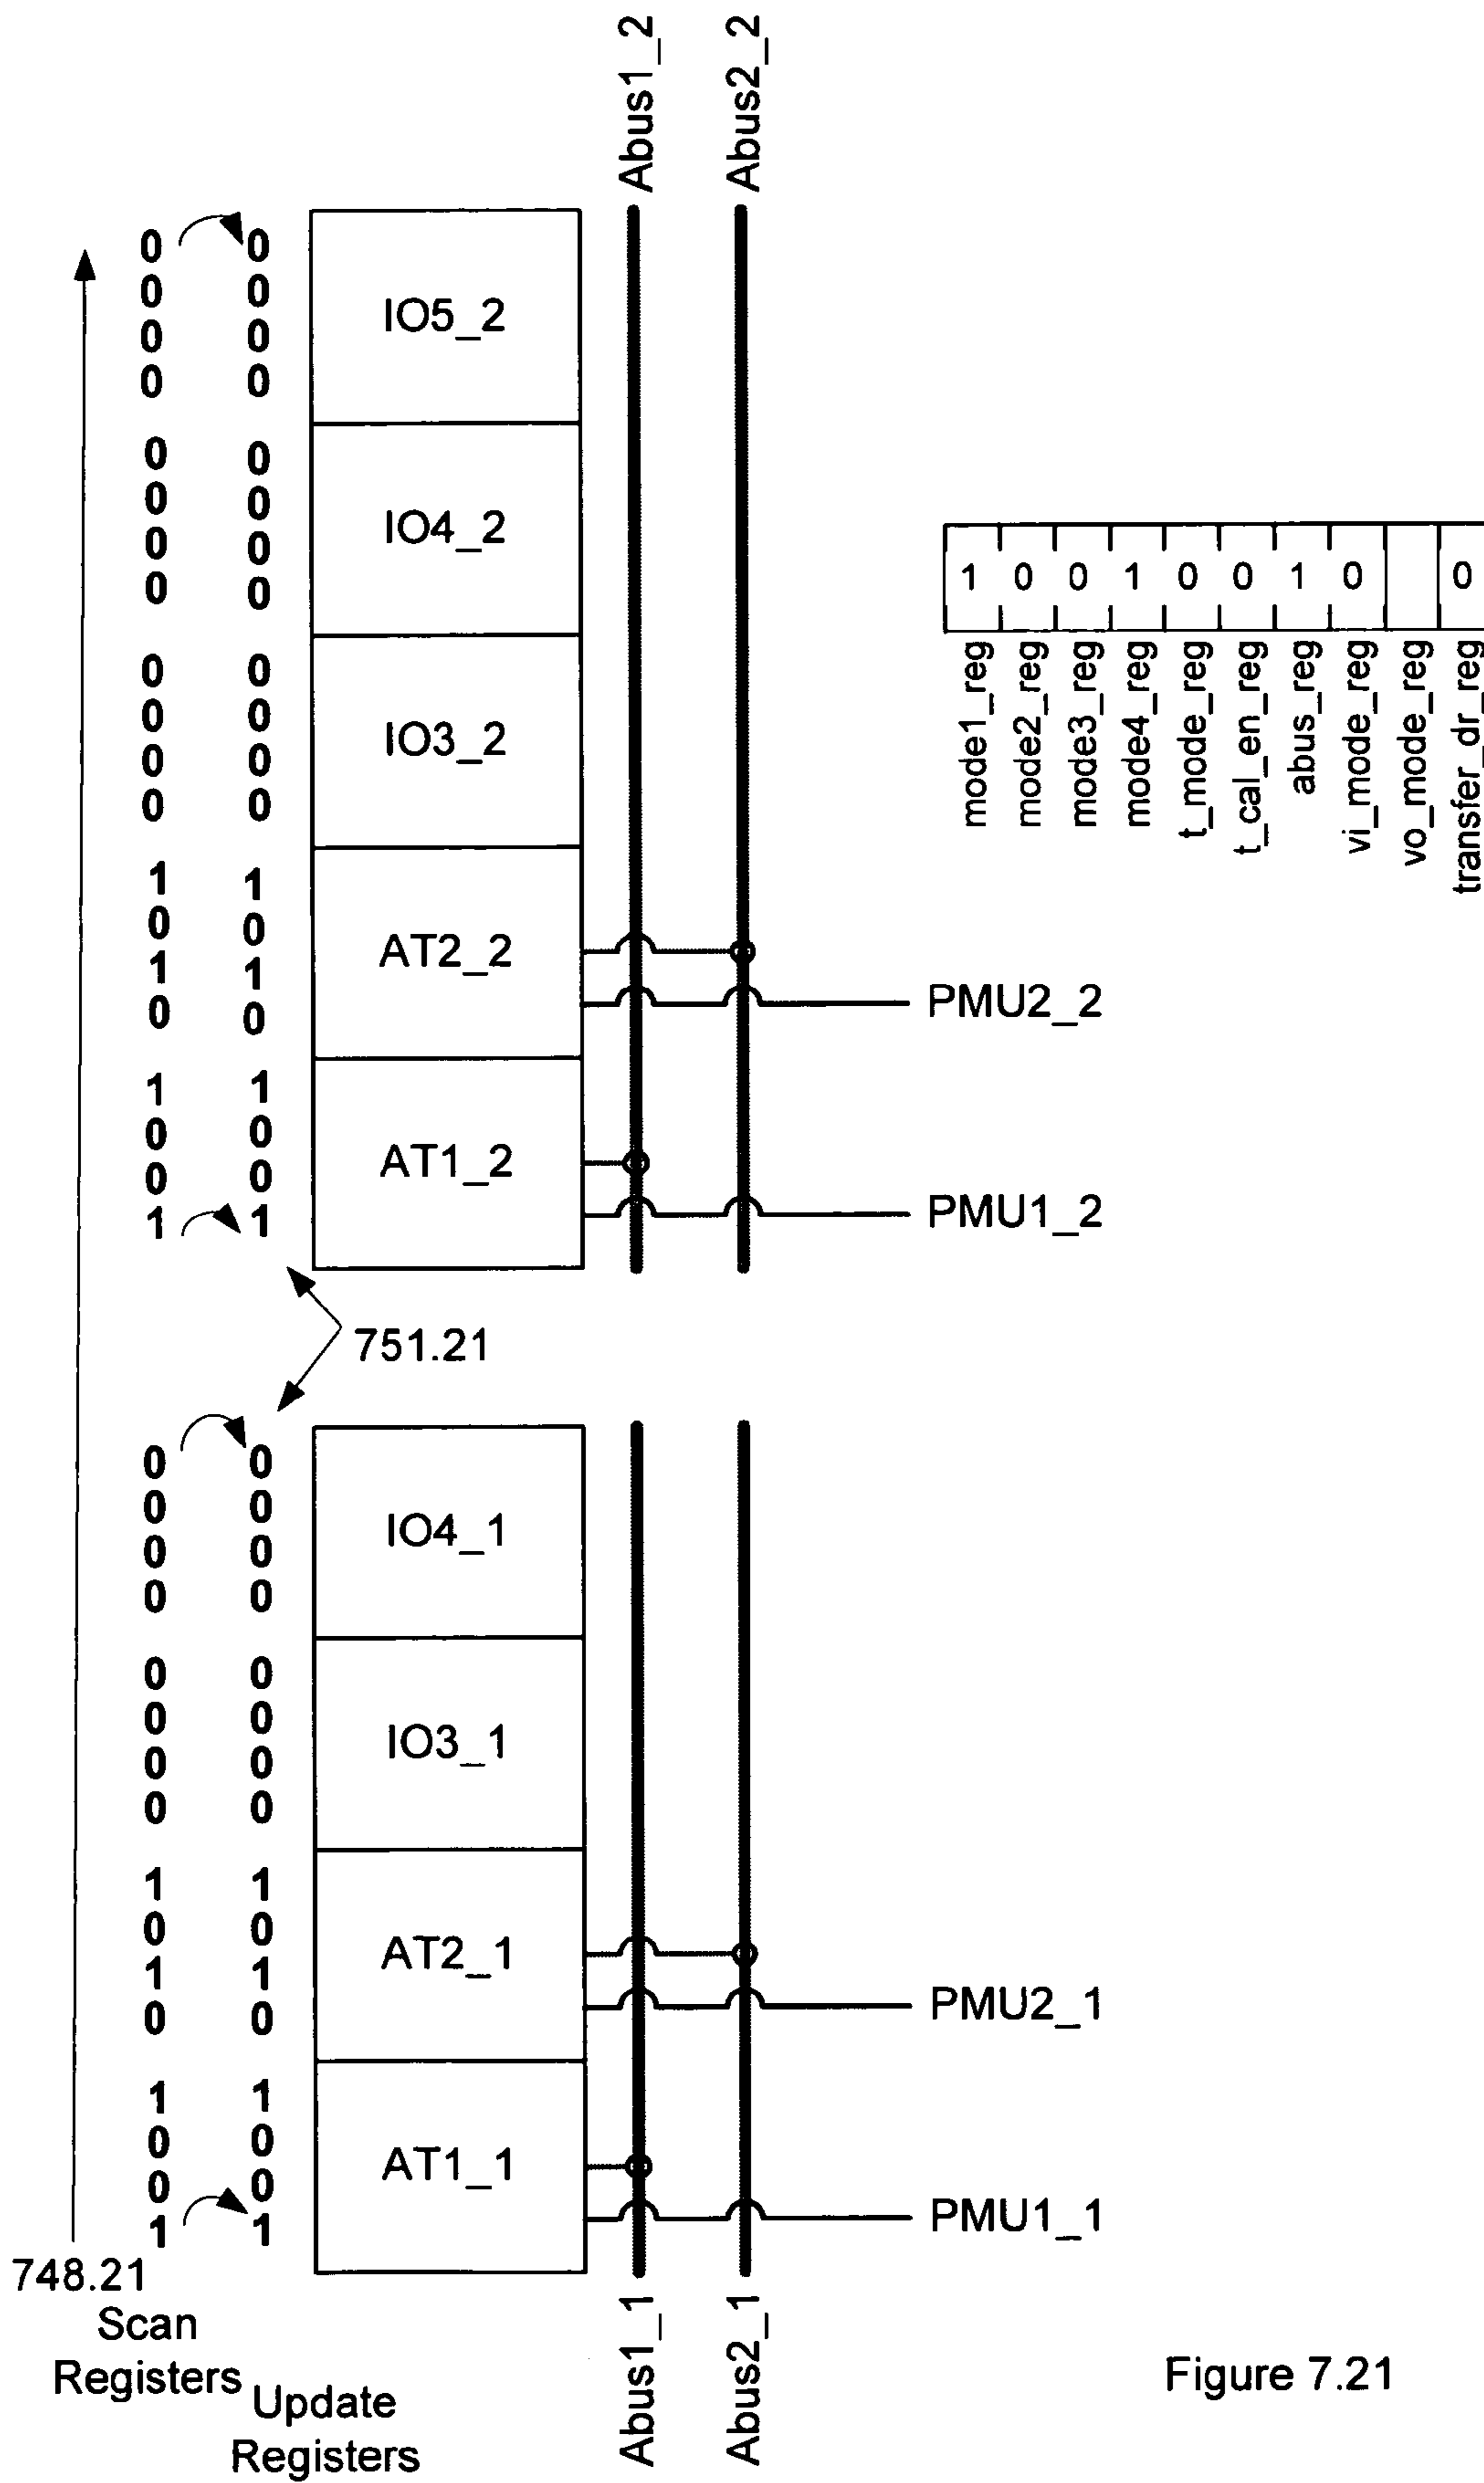 Abus1_2
Abus2_2
0 0
0 0
0 0
0 0
IO5_2
0 0
0 0
0 0
0 0
IO4_2
1 0 0 1 0 0 1 0 0
mode1_reg
mode2_reg
mode3_reg
mode4_reg
t_mode_reg
t_cal_en_reg
abus_reg
vi_mode_reg
vo_mode_reg
transfer_dr_reg
0 0
0 0
0 0
0 0
IO3_2
1 1
0 0
1 1
0 0
AT2_2
PMU2_2
1 1
0 0
0 0
1 1
AT1_2
PMU1_2
751.21
0 0
0 0
0 0
0 0
IO4_1
0 0
0 0
0 0
0 0
IO3_1
1 1
0 0
1 1
0 0
AT2_1
PMU2_1
1 1
0 0
0 0
1 1
AT1_1
PMU1_1
748.21
Scan
Registers
Update
Registers
Abus1_1
Abus2_1
Figure 7.21